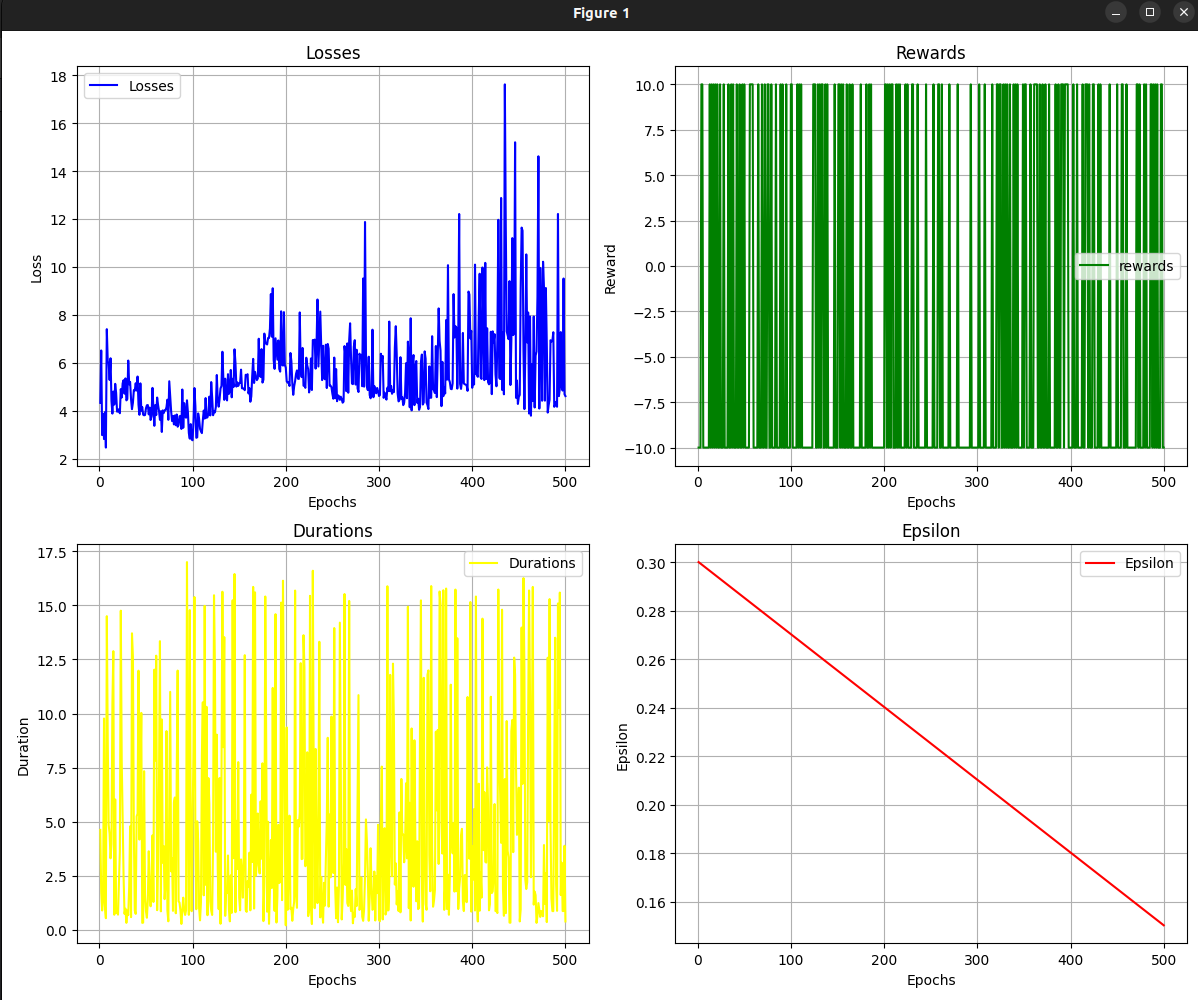 Figure 1
Losses
Losses
18
16
14
12
10
8
6
4
2
Loss
0 100 200 300 400 500
Epochs
Rewards
rewards
10.0
7.5
5.0
2.5
0.0
−2.5
−5.0
−7.5
−10.0
Reward
0 100 200 300 400 500
Epochs
Durations
Durations
17.5
15.0
12.5
10.0
7.5
5.0
2.5
0.0
Duration
0 100 200 300 400 500
Epochs
Epsilon
Epsilon
0.30
0.28
0.26
0.24
0.22
0.20
0.18
0.16
Epsilon
0 100 200 300 400 500
Epochs